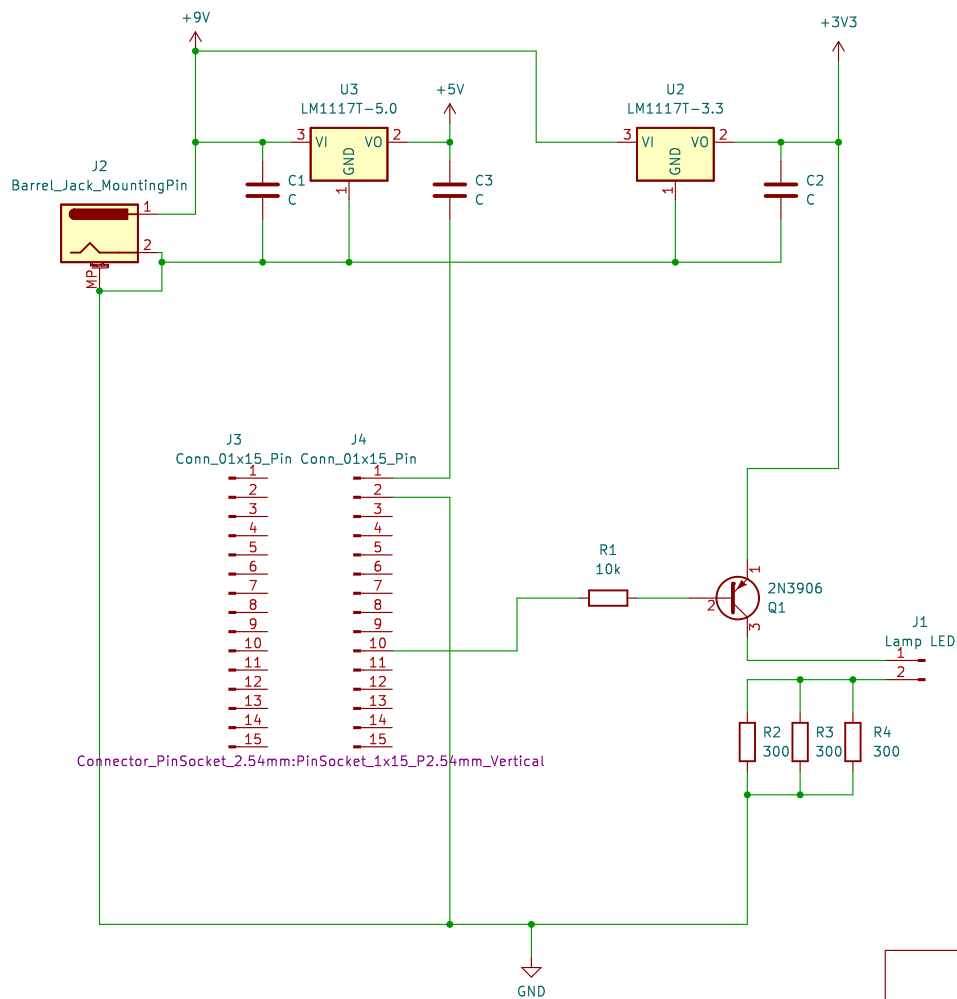 +9V
+3V3
U3
LM1117T-5.0
+5V
U2
LM1117T-3.3
3 VI VO 2
GND
1
3 VI VO 2
GND
1
J2
Barrel_Jack_MountingPin
1
2
MP
C1
C
C3
C
C2
C
J3
Conn_01x15_Pin
1
2
3
4
5
6
7
8
9
10
11
12
13
14
15
J4
Conn_01x15_Pin
1
2
3
4
5
6
7
8
9
10
11
12
13
14
15
Connector_PinSocket_2.54mm:PinSocket_1x15_P2.54mm_Vertical
R1
10k
1
2
3
2N3906
Q1
J1
Lamp LED
1
2
R2
300
R3
300
R4
300
GND